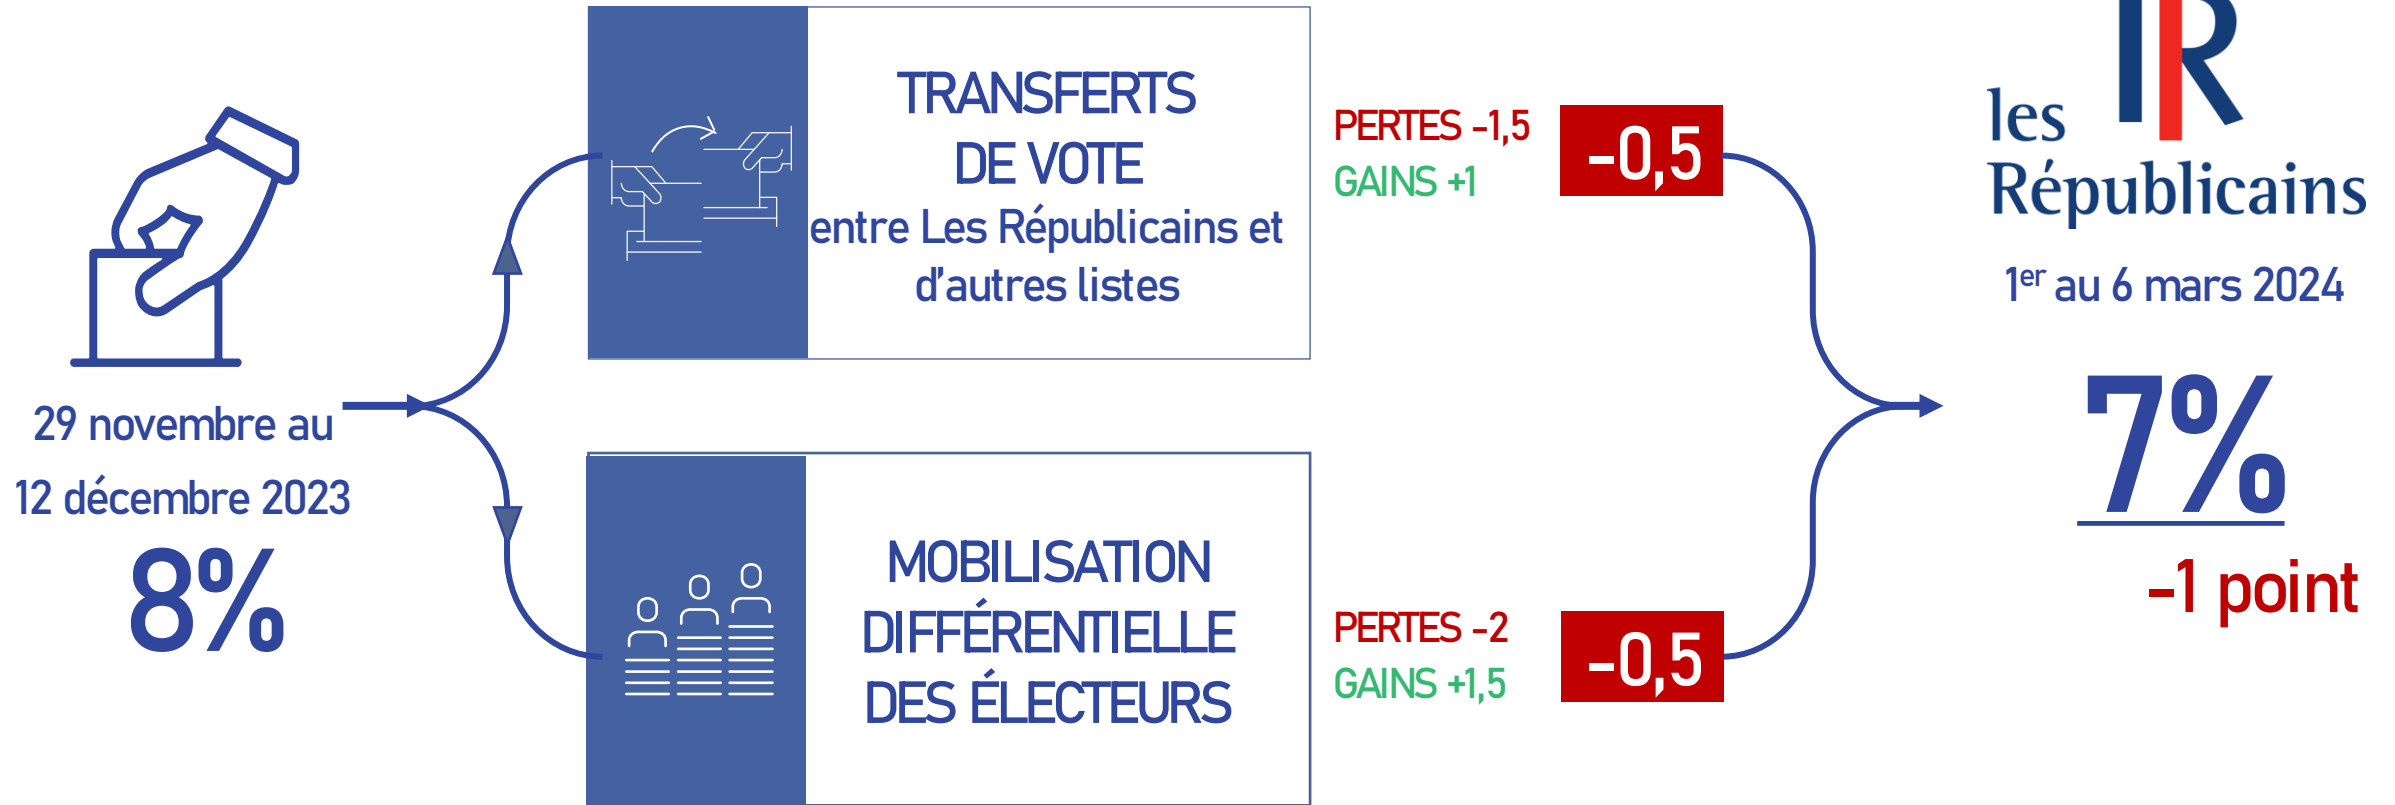 29 novembre au
12 décembre 2023
8%
TRANSFERTS
DE VOTE
entre Les Républicains et
d'autres listes
PERTES -1,5
GAINS +1
-0,5
MOBILISATION
DIFFÉRENTIELLE
DES ÉLECTEURS
PERTES -2
GAINS +1,5
-0,5
lR
les
Républicains
1er au 6 mars 2024
7%
-1 point